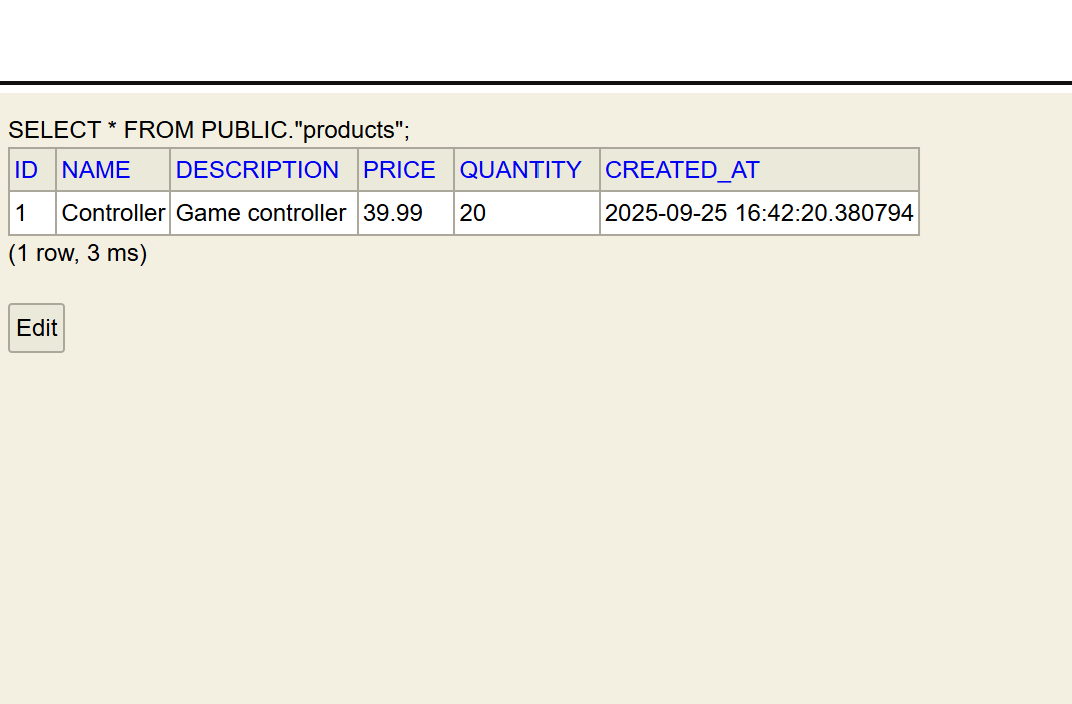 SELECT * FROM PUBLIC."products";
ID NAME DESCRIPTION PRICE QUANTITY CREATED_AT
1 Controller Game controller 39.99 20 2025-09-25 16:42:20.380794
(1 row, 3 ms)
Edit